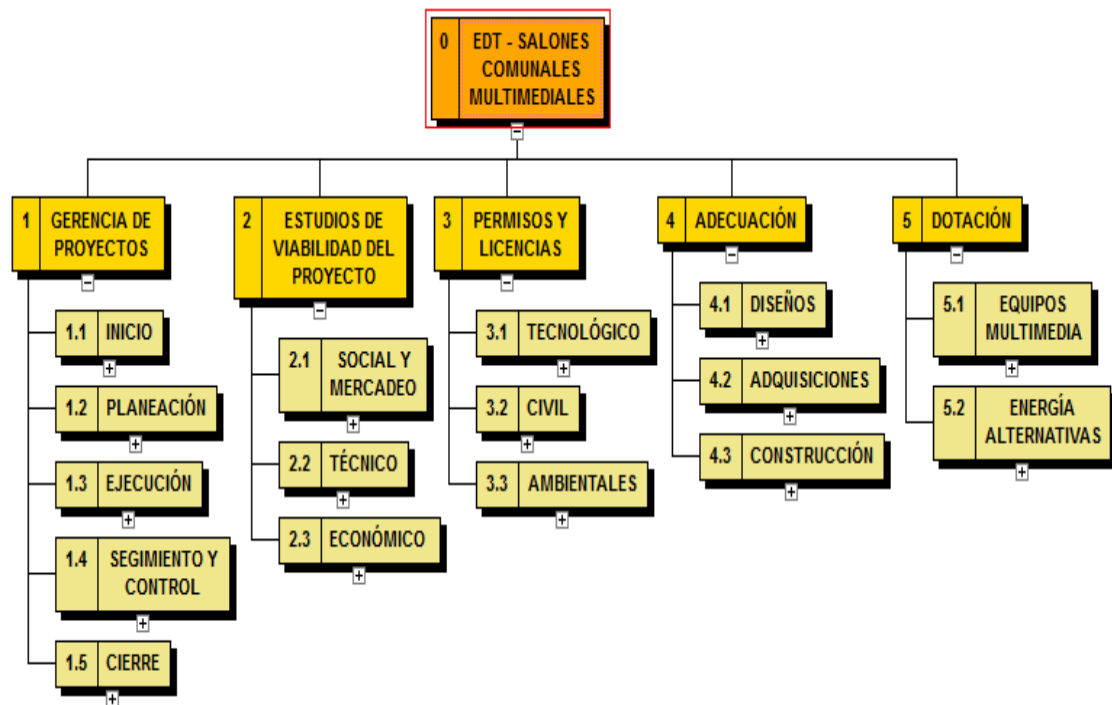 0 EDT - SALONES
COMUNALES
MULTIMEDIALES
1 GERENCIA DE
PROYECTOS
1.1 INICIO
1.2 PLANEACIÓN
1.3 EJECUCIÓN
1.4 SEGIMIENTO Y
CONTROL
1.5 CIERRE
2 ESTUDIOS DE
VIABILIDAD DEL
PROYECTO
2.1 SOCIAL Y
MERCADEO
2.2 TÉCNICO
2.3 ECONÓMICO
3 PERMISOS Y
LICENCIAS
3.1 TECNOLÓGICO
3.2 CIVIL
3.3 AMBIENTALES
4 ADECUACIÓN
4.1 DISEÑOS
4.2 ADQUISICIONES
4.3 CONSTRUCCIÓN
5 DOTACIÓN
5.1 EQUIPOS
MULTIMEDIA
5.2 ENERGÍA
ALTERNATIVAS